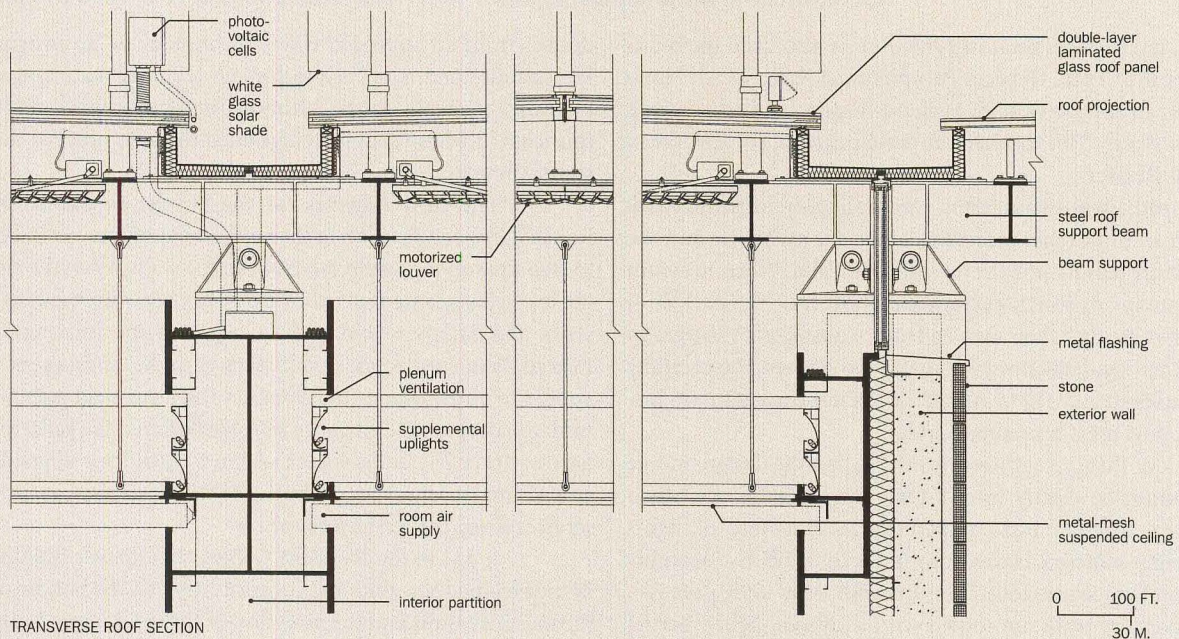 photo-
voltaic
cells
white
glass
solar
shade
motorized
louver
plenum
ventilation
supplemental
uplights
room air
supply
interior partition
double-layer
laminated
glass roof panel
roof projection
steel roof
support beam
beam support
metal flashing
stone
exterior wall
metal-mesh
suspended ceiling
0 100 FT.
30 M.
TRANSVERSE ROOF SECTION